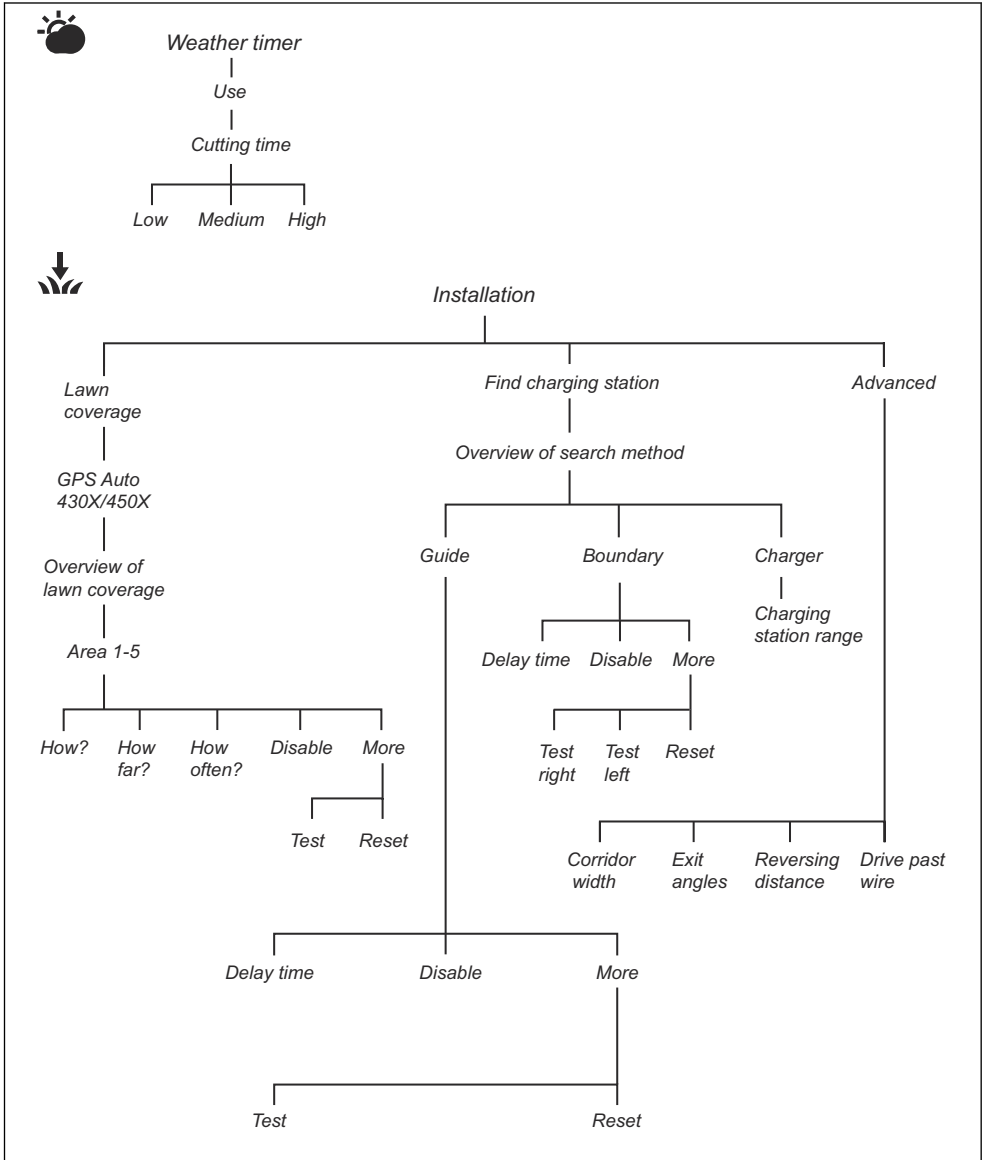 Weather timer
Use
Cutting time
Low Medium High
Installation
Lawn
coverage
Find charging station
Advanced
GPS Auto
430X/450X
Overview of search method
Overview of
lawn coverage
Guide
Boundary
Charger
Charging
station range
Area 1-5
Delay time Disable More
How?
How
far?
How
often?
Disable
More
Test
right
Test
left
Reset
Test Reset
Corridor
width
Exit
angles
Reversing
distance
Drive past
wire
Delay time Disable More
Test Reset